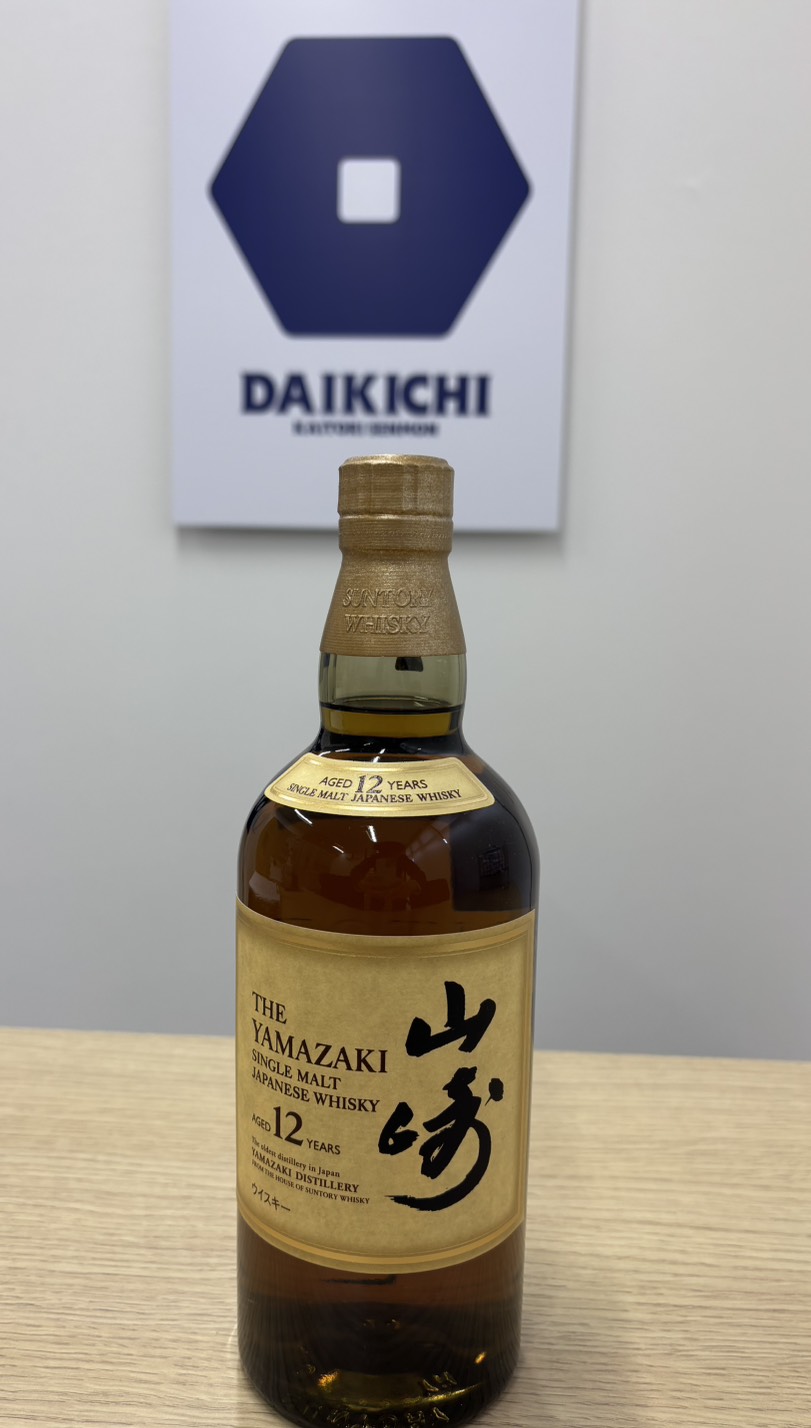 DAIKICHI
KAITORI SENMON
SUNTORY
WHISKY
AGED 12 YEARS
SINGLE MALT JAPANESE WHISKY
THE
YAMAZAKI
SINGLE MALT
JAPANESE WHISKY
AGED 12 YEARS
The oldest distillery in Japan
YAMAZAKI DISTILLERY
FROM THE HOUSE OF SUNTORY WHISKY
ウイスキー
山崎